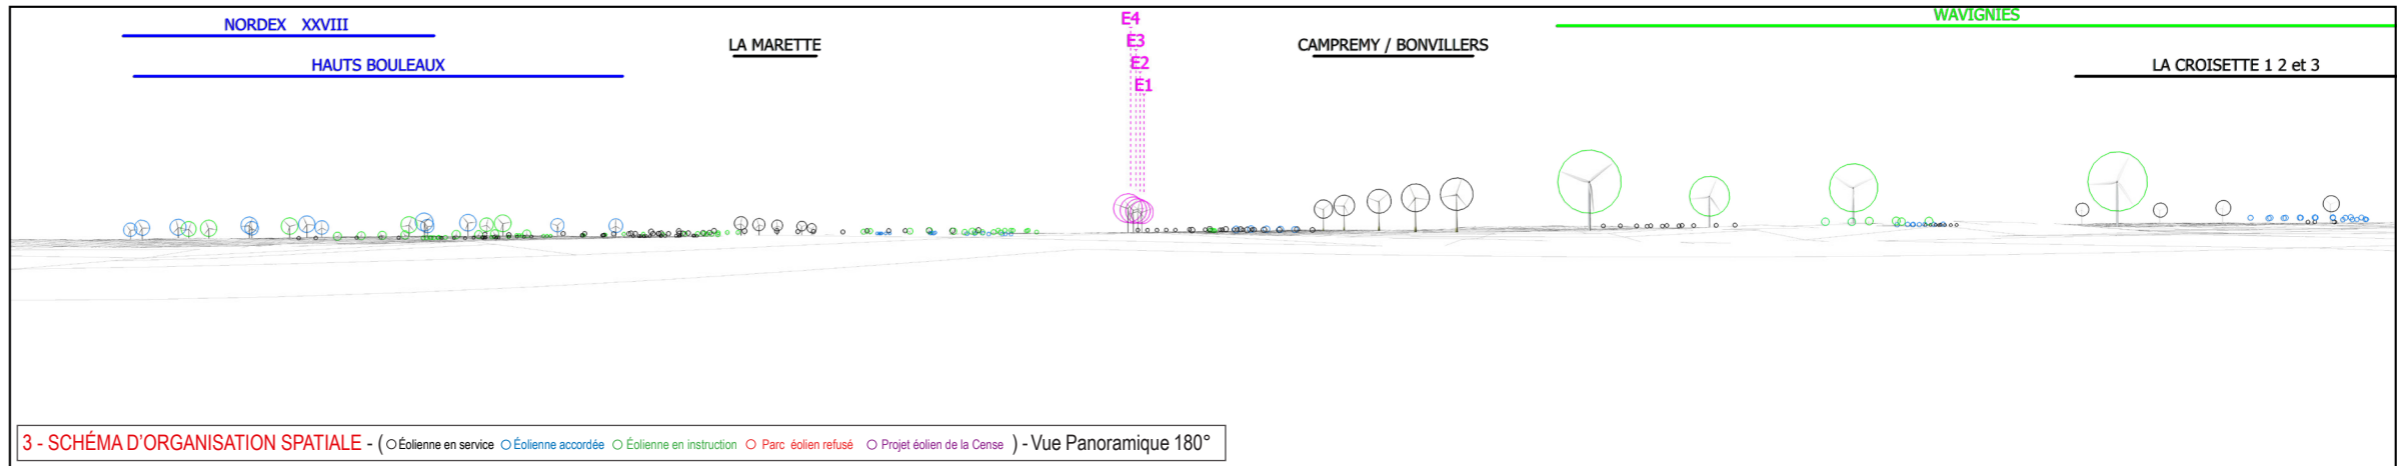 NORDEX XXVIII
HAUTS BOULEAUX
LA MARETTE
E4
E3
E2
E1
CAMPREMY / BONVILLERS
WAVIGNIES
LA CROISETTE 1 2 et 3
3 - SCHÉMA D'ORGANISATION SPATIALE - ( Éolienne en service Éolienne accordée Éolienne en instruction Parc éolien refusé Projet éolien de la Cense ) - Vue Panoramique 180°